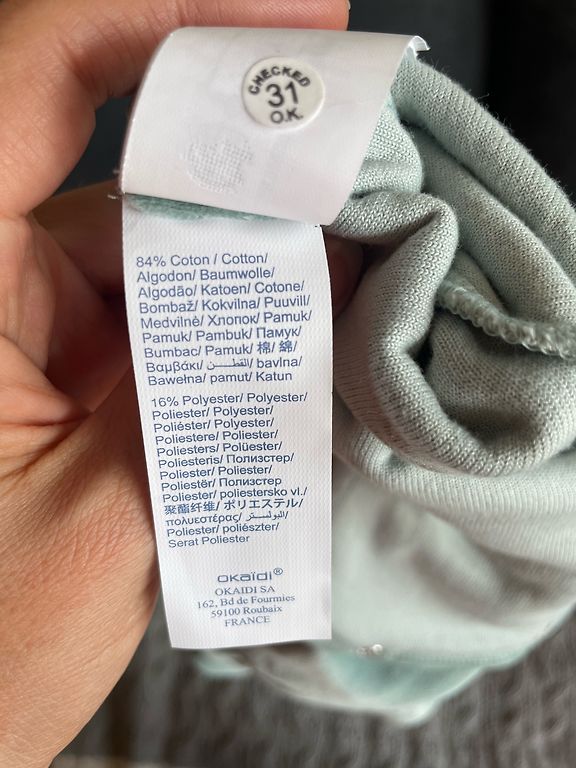 CHECKED
31
O.K.
84% Coton / Cotton/
Algodon/ Baumwolle/
Algodão/ Katoen/ Cotone/
Bombaž/ Kokvilna/ Puuvill/
Medvilnė/ Хлопок/ Pamuk/
Pamuk/ Pambuk/ Памук/
Bumbac/ Pamuk/ 棉/ 綿/
Βαμβάκι/ القطن/ bavlna/
Bawełna/ pamut/ Katun
16% Polyester/ Polyester/
Poliester/ Polyester/
Poliéster/ Polyester/
Poliestere/ Poliester/
Poliesters/ Polüester/
Poliesteris/ Полиэстер/
Poliester/ Poliester/
Poliestër/ Полиестер
Poliester/ poliestersko vl./
聚酯纤维/ ポリエステル/
πολυεστέρας/ البوليستر/
Poliester/ poliészter/
Serat Poliester
okaïdi®
OKAIDI SA
162, Bd de Fourmies
59100 Roubaix
FRANCE